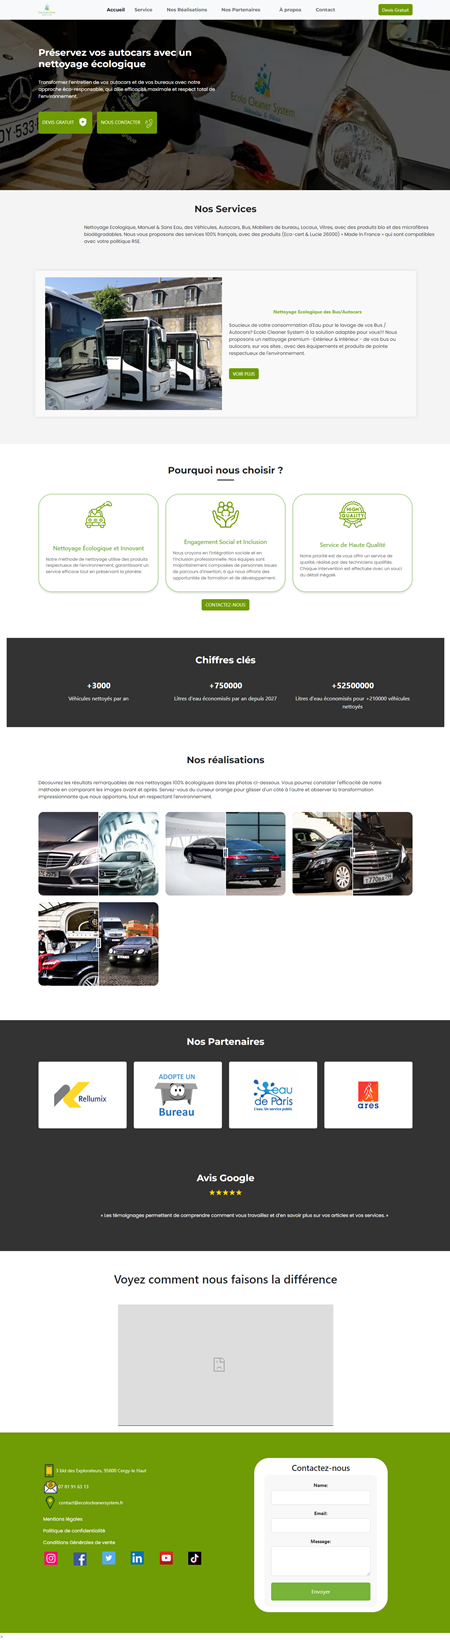 Accueil Service Nos Réalisations Nos Partenaires À propos Contact Devis Gratuit
Préservez vos autocars avec un
nettoyage écologique
Transformez l'entretien de vos autocars et de vos bureaux avec notre
approche éco-responsable, qui allie efficacité maximale et respect total de
l'environnement.
DEVIS GRATUIT NOUS CONTACTER
Ecolo Cleaner System
DY-533
Nos Services
Nettoyage Ecologique, Manuel & Sans Eau, des Véhicules, Autocars, Bus, Mobiliers de bureau, Locaux, Vitres, avec des produits bio et des microfibres
biodégradables. Nous vous proposons des services 100% français, avec des produits (Eco-cert & Lucie 26000) « Made In France » qui sont compatibles
avec votre politique RSE.
Nettoyage Ecologique des Bus/Autocars
Soucieux de votre consommation d'Eau pour le lavage de vos Bus /
Autocars? Ecolo Cleaner System à la solution adaptée pour vous!!! Nous
proposons un nettoyage premium -Extérieur & Intérieur - de vos bus ou
autocars, sur vos sites , avec des équipements et produits de pointe
respectueux de l'environnement.
VOIR PLUS
Pourquoi nous choisir ?
Nettoyage Écologique et Innovant
Notre méthode de nettoyage utilise des produits
respectueux de l'environnement, garantissant un
service efficace tout en préservant la planète.
Engagement Social et Inclusion
Nous croyons en l'intégration sociale et en
l'inclusion professionnelle. Nos équipes sont
majoritairement composées de personnes issues
de parcours d'insertion, à qui nous offrons des
opportunités de formation et de développement.
HIGH
QUALITY
Service de Haute Qualité
Notre priorité est de vous offrir un service de
qualité, réalisé par des techniciens qualifiés.
Chaque intervention est effectuée avec un souci
du détail inégalé.
CONTACTEZ-NOUS
Chiffres clés
+3000
Véhicules nettoyés par an
+750000
Litres d'eau économisés par an depuis 2027
+52500000
Litres d'eau économisés pour +210000 véhicules
nettoyés
Nos réalisations
Découvrez les résultats remarquables de nos nettoyages 100% écologiques dans les photos ci-dessous. Vous pourrez constater l'efficacité de notre
méthode en comparant les images avant et après. Servez-vous du curseur orange pour glisser d'un côté à l'autre et observer la transformation
impressionnante que nous apportons, tout en respectant l'environnement.
Nos Partenaires
Rellumix
ADOPTE UN
Bureau
eau
de Paris
L'eau. Un service public
ares
Avis Google
« Les témoignages permettent de comprendre comment vous travaillez et d'en savoir plus sur vos articles et vos services. »
Voyez comment nous faisons la différence
3 bld des Explorateurs, 95800 Cergy-le-Haut
07 81 91 63 13
contact@ecolocleanersystem.fr
Mentions légales
Politique de confidentialité
Conditions Générales de vente
Contactez-nous
Name:
Email:
Message:
Envoyer